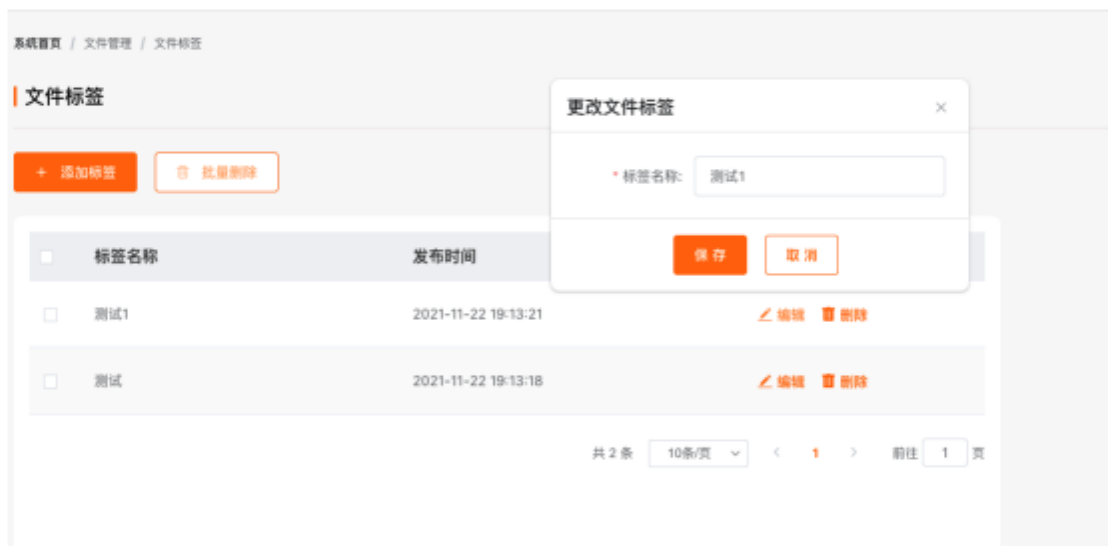 系统首页 / 文件管理 / 文件标签
文件标签
更改文件标签 ×
+ 添加标签 批量删除
* 标签名称: 测试1
保存 取消
标签名称 发布时间
测试1 2021-11-22 19:13:21 编辑 删除
测试 2021-11-22 19:13:18 编辑 删除
共 2 条 10条/页 < 1 > 前往 1 页